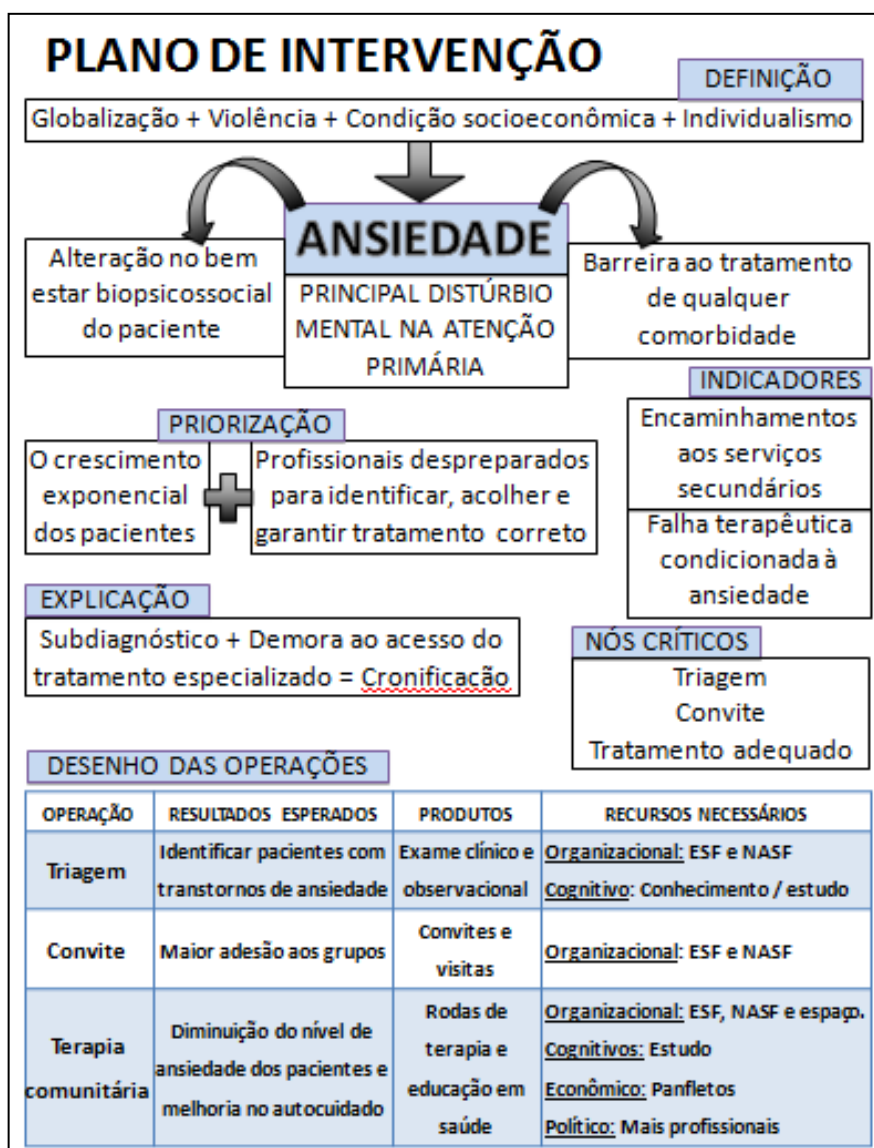 PLANO DE INTERVENÇÃO
DEFINIÇÃO
Globalização + Violência + Condição socioeconômica + Individualismo
ANSIEDADE
PRINCIPAL DISTÚRBIO
MENTAL NA ATENÇÃO
PRIMÁRIA
Alteração no bem
estar biopsicossocial
do paciente
Barreira ao tratamento
de qualquer
comorbidade
INDICADORES
Encaminhamentos
aos serviços
secundários
Falha terapêutica
condicionada à
ansiedade
PRIORIZAÇÃO
O crescimento
exponencial
dos pacientes
Profissionais despreparados
para identificar, acolher e
garantir tratamento correto
EXPLICAÇÃO
Subdiagnóstico + Demora ao acesso do
tratamento especializado = Cronificacão
NÓS CRÍTICOS
Triagem
Convite
Tratamento adequado
DESENHO DAS OPERAÇÕES
OPERAÇÃO RESULTADOS ESPERADOS PRODUTOS RECURSOS NECESSÁRIOS
Triagem
Identificar pacientes com
transtornos de ansiedade
Exame clínico e
observacional
Organizacional: ESF e NASF
Cognitivo: Conhecimento / estudo
Convite
Maior adesão aos grupos
Convites e
visitas
Organizacional: ESF e NASF
Terapia
comunitária
Diminuição do nível de
ansiedade dos pacientes e
melhoria no autocuidado
Rodas de
terapia e
educação em
saúde
Organizacional: ESF, NASF e espaço.
Cognitivos: Estudo
Econômico: Panfletos
Político: Mais profissionais